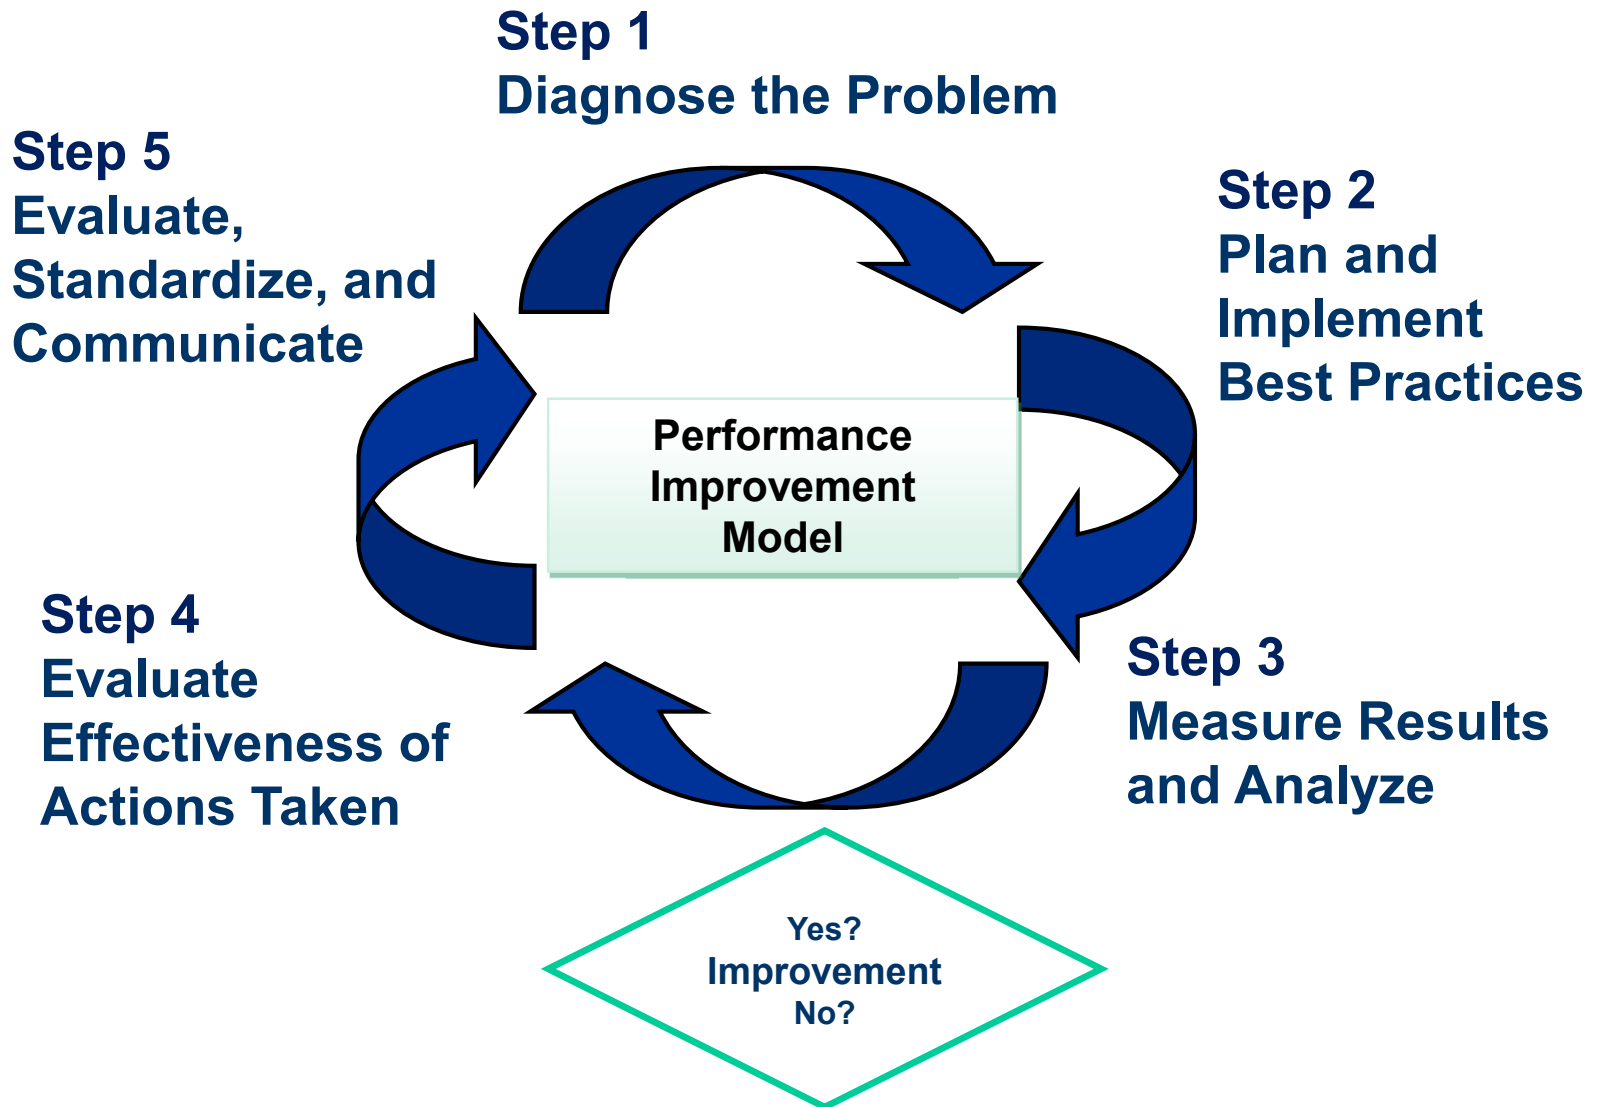 Step 1
Diagnose the Problem
Step 2
Plan and
Implement
Best Practices
Step 3
Measure Results
and Analyze
Step 4
Evaluate
Effectiveness of
Actions Taken
Step 5
Evaluate,
Standardize, and
Communicate
Performance
Improvement
Model
Yes?
Improvement
No?